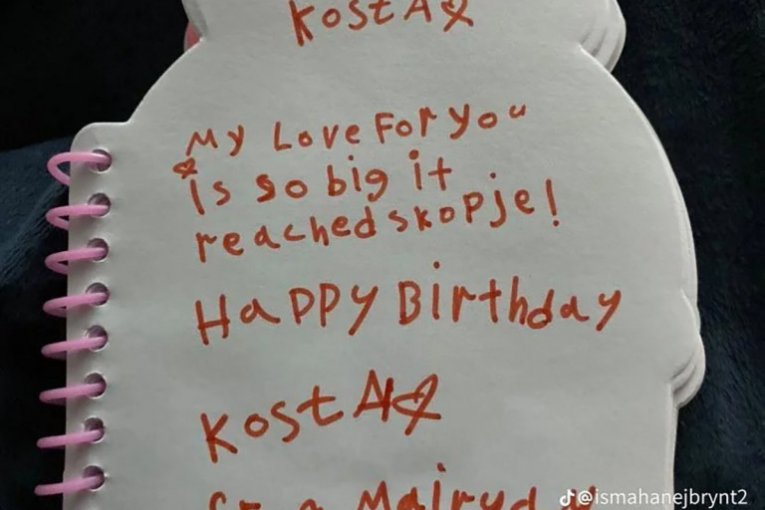 KostA
My Love For you
is so big it
reached skopje!
HaPPy Birthday
KostA
@ismahanejbrynt2